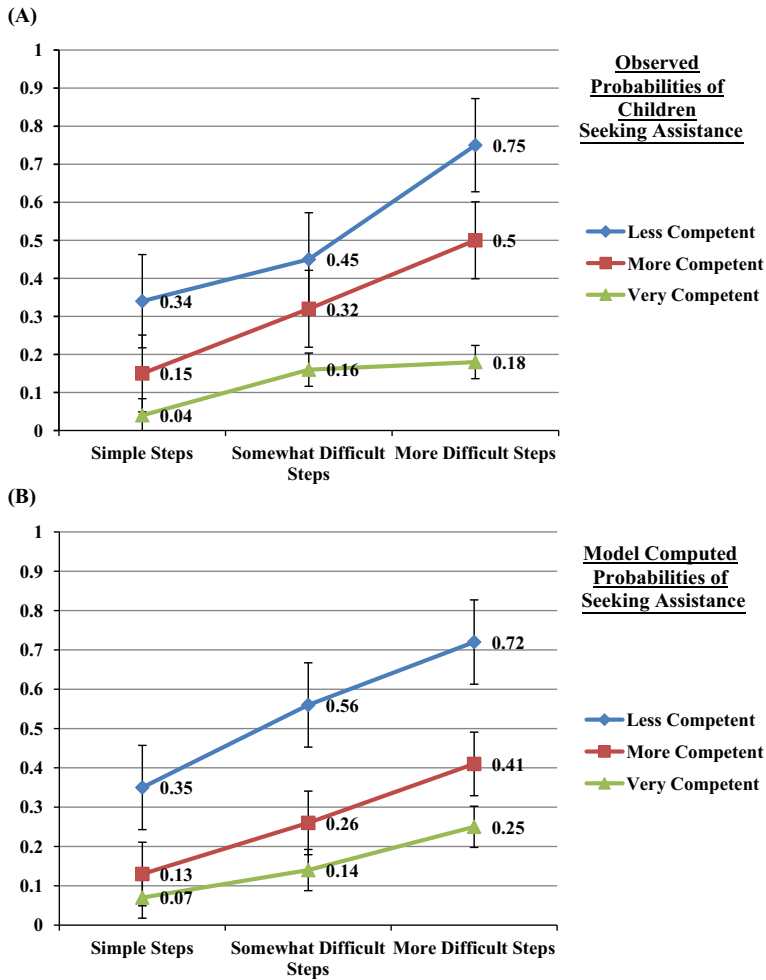 (A)
1
0.9
0.8
0.7
0.6
0.5
0.4
0.3
0.2
0.1
0
0.34
0.45
0.75
0.15
0.32
0.5
0.04
0.16
0.18
Simple Steps
Somewhat Difficult
Steps
More Difficult Steps
Observed
Probabilities of
Children
Seeking Assistance
Less Competent
More Competent
Very Competent
(B)
1
0.9
0.8
0.7
0.6
0.5
0.4
0.3
0.2
0.1
0
0.35
0.56
0.72
0.13
0.26
0.41
0.07
0.14
0.25
Simple Steps
Somewhat Difficult
Steps
More Difficult Steps
Model Computed
Probabilities of
Seeking Assistance
Less Competent
More Competent
Very Competent